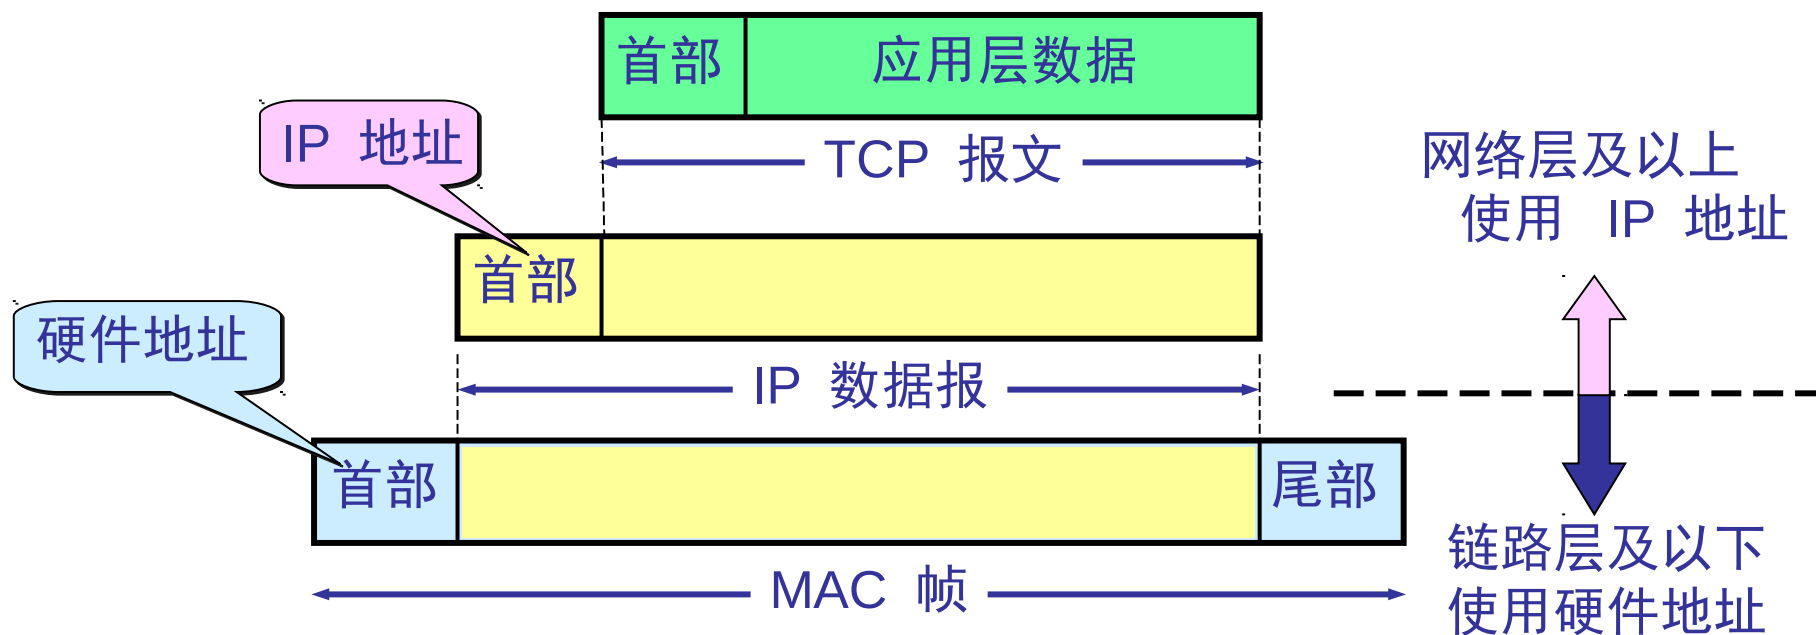 首部 应用层数据
IP 地址
TCP 报文
网络层及以上
使用 IP 地址
首部
硬件地址
IP 数据报
首部 尾部
链路层及以下
使用硬件地址
MAC 帧